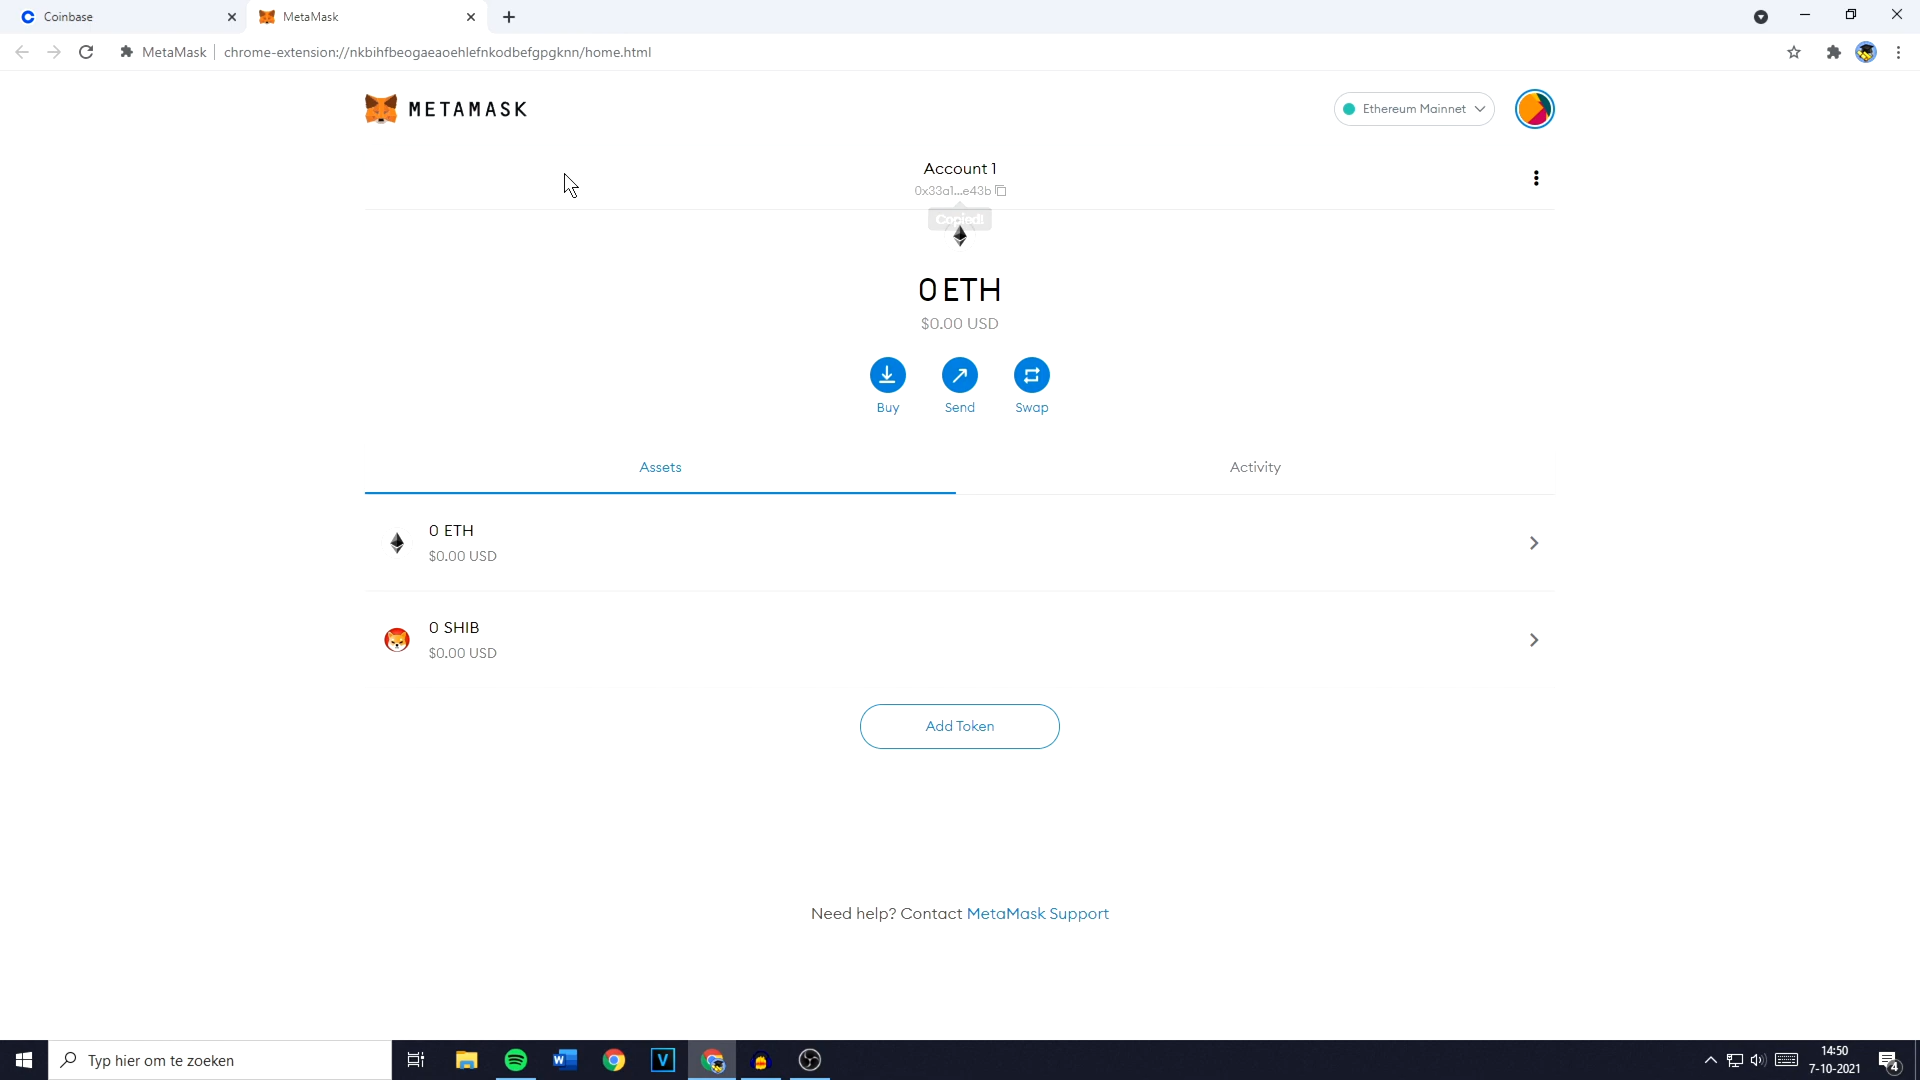 Coinbase
MetaMask
MetaMask
chrome-extension://nkbihfbeogaeaoehlefnkodbefgpgknn/home.html
METAMASK
Ethereum Mainnet
Account 1
0x33a1...e43b
Copied!
0 ETH
$0.00 USD
Buy
Send
Swap
Assets
Activity
0 ETH
$0.00 USD
0 SHIB
$0.00 USD
Add Token
Need help? Contact MetaMask Support
Typ hier om te zoeken
W
V
14:50
7-10-2021
4